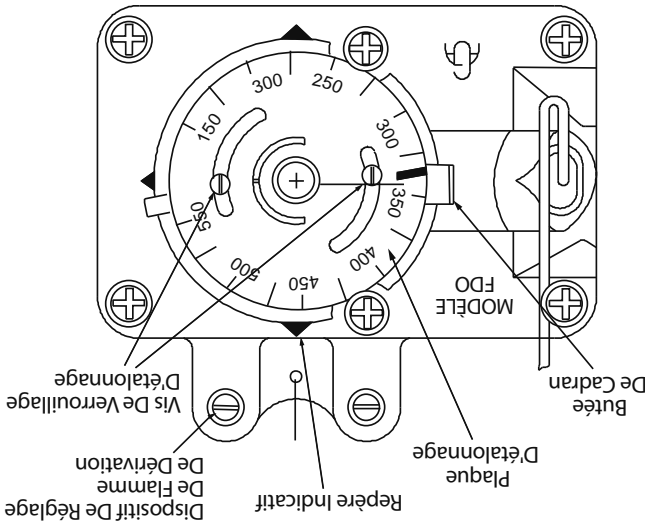 Dispositif De Réglage
De Flamme
De Dérivation
Repère Indicatif
Plaque
D'étalonnage
Butée
De Cadran
Vis De Verrouillage
D'étalonnage
MODÈLE
FDO
250
300
350
400
450
500
550
150
300